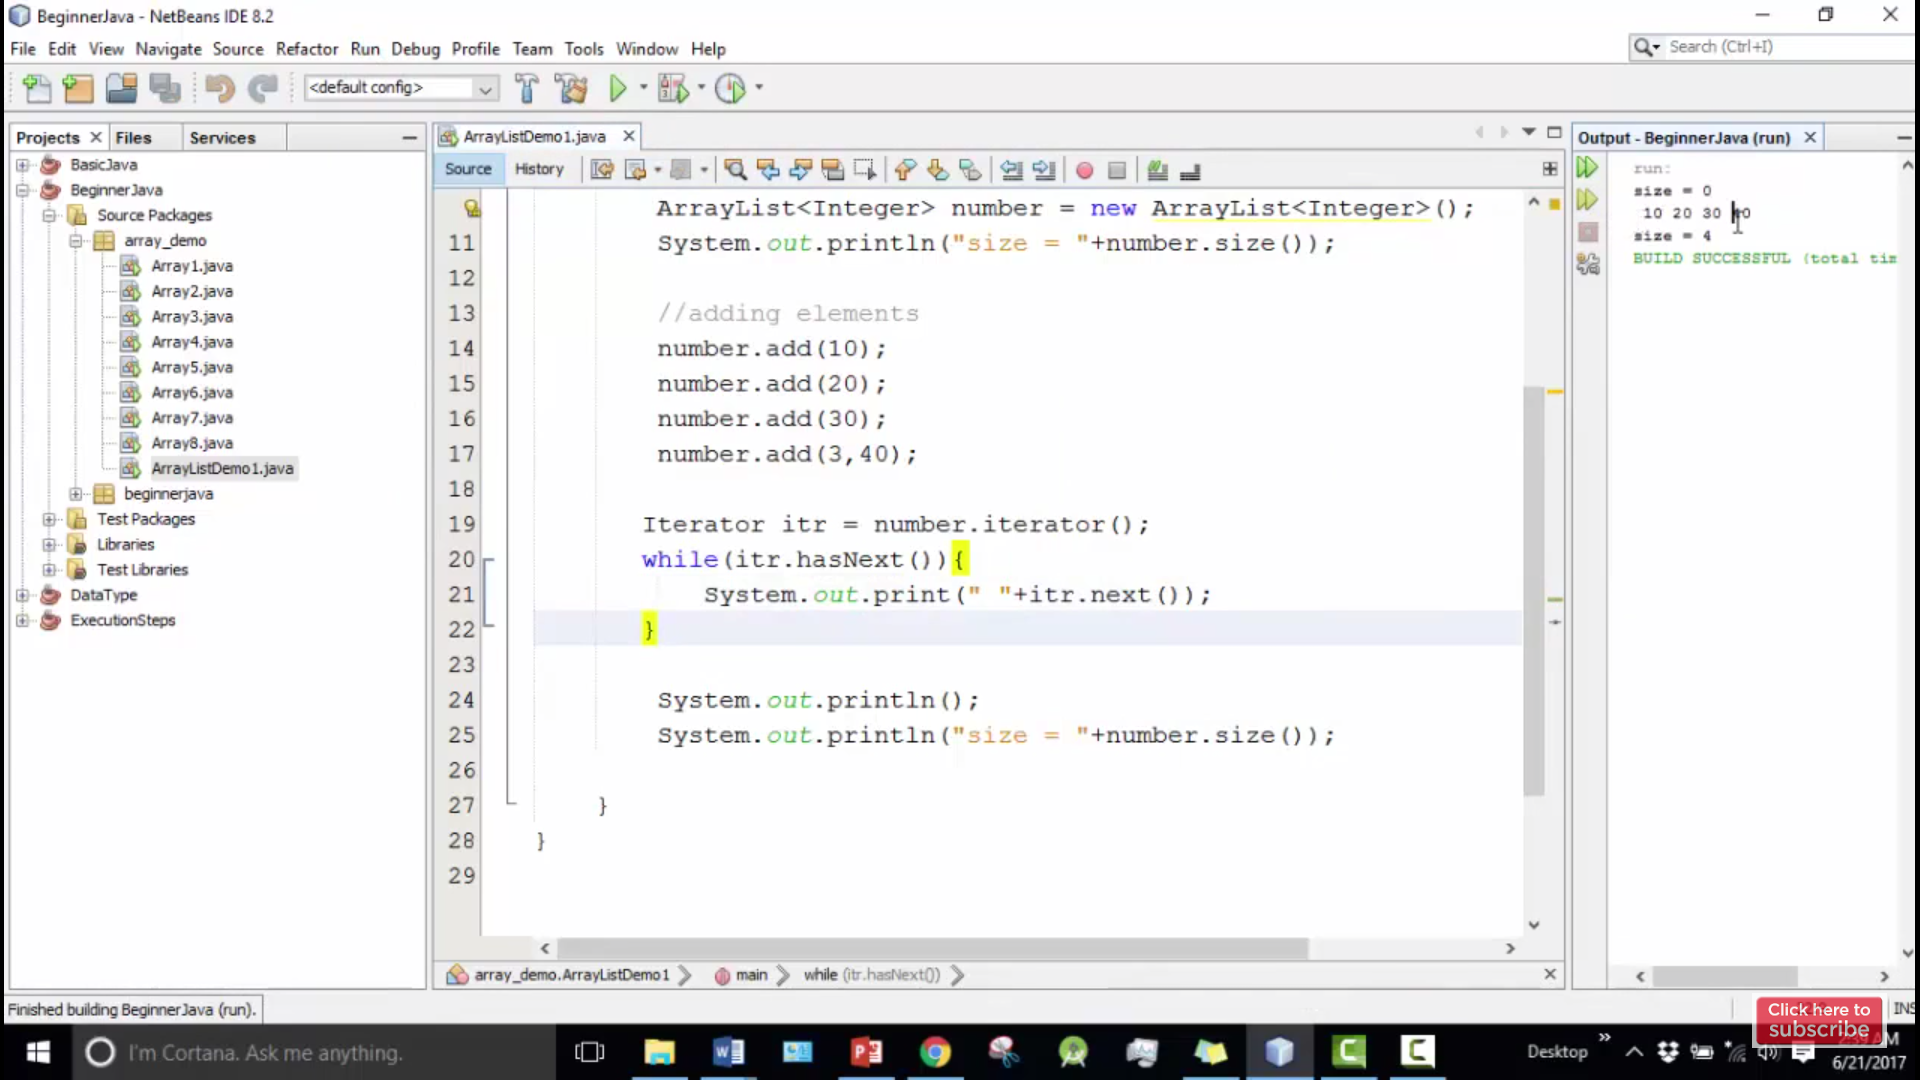 BeginnerJava - NetBeans IDE 8.2
File Edit View Navigate Source Refactor Run Debug Profile Team Tools Window Help
Search (Ctrl+I)
<default config>
Projects Files Services
BasicJava
BeginnerJava
Source Packages
array_demo
Array1.java
Array2.java
Array3.java
Array4.java
Array5.java
Array6.java
Array7.java
Array8.java
ArrayListDemo1.java
beginnerjava
Test Packages
Libraries
Test Libraries
DataType
ExecutionSteps
ArrayListDemo1.java
Source History
ArrayList<Integer> number = new ArrayList<Integer>();
11 System.out.println("size = "+number.size());
12
13 //adding elements
14 number.add(10);
15 number.add(20);
16 number.add(30);
17 number.add(3,40);
18
19 Iterator itr = number.iterator();
20 while(itr.hasNext()){
21 System.out.print(" "+itr.next());
22 }
23
24 System.out.println();
25 System.out.println("size = "+number.size());
26
27 }
28 }
29
array_demo.ArrayListDemo1 main while (itr.hasNext())
Output - BeginnerJava (run)
run:
size = 0
10 20 30 40
size = 4
BUILD SUCCESSFUL (total tim
Finished building BeginnerJava (run).
INS
Click here to
subscribe
I'm Cortana. Ask me anything.
Desktop
6/21/2017